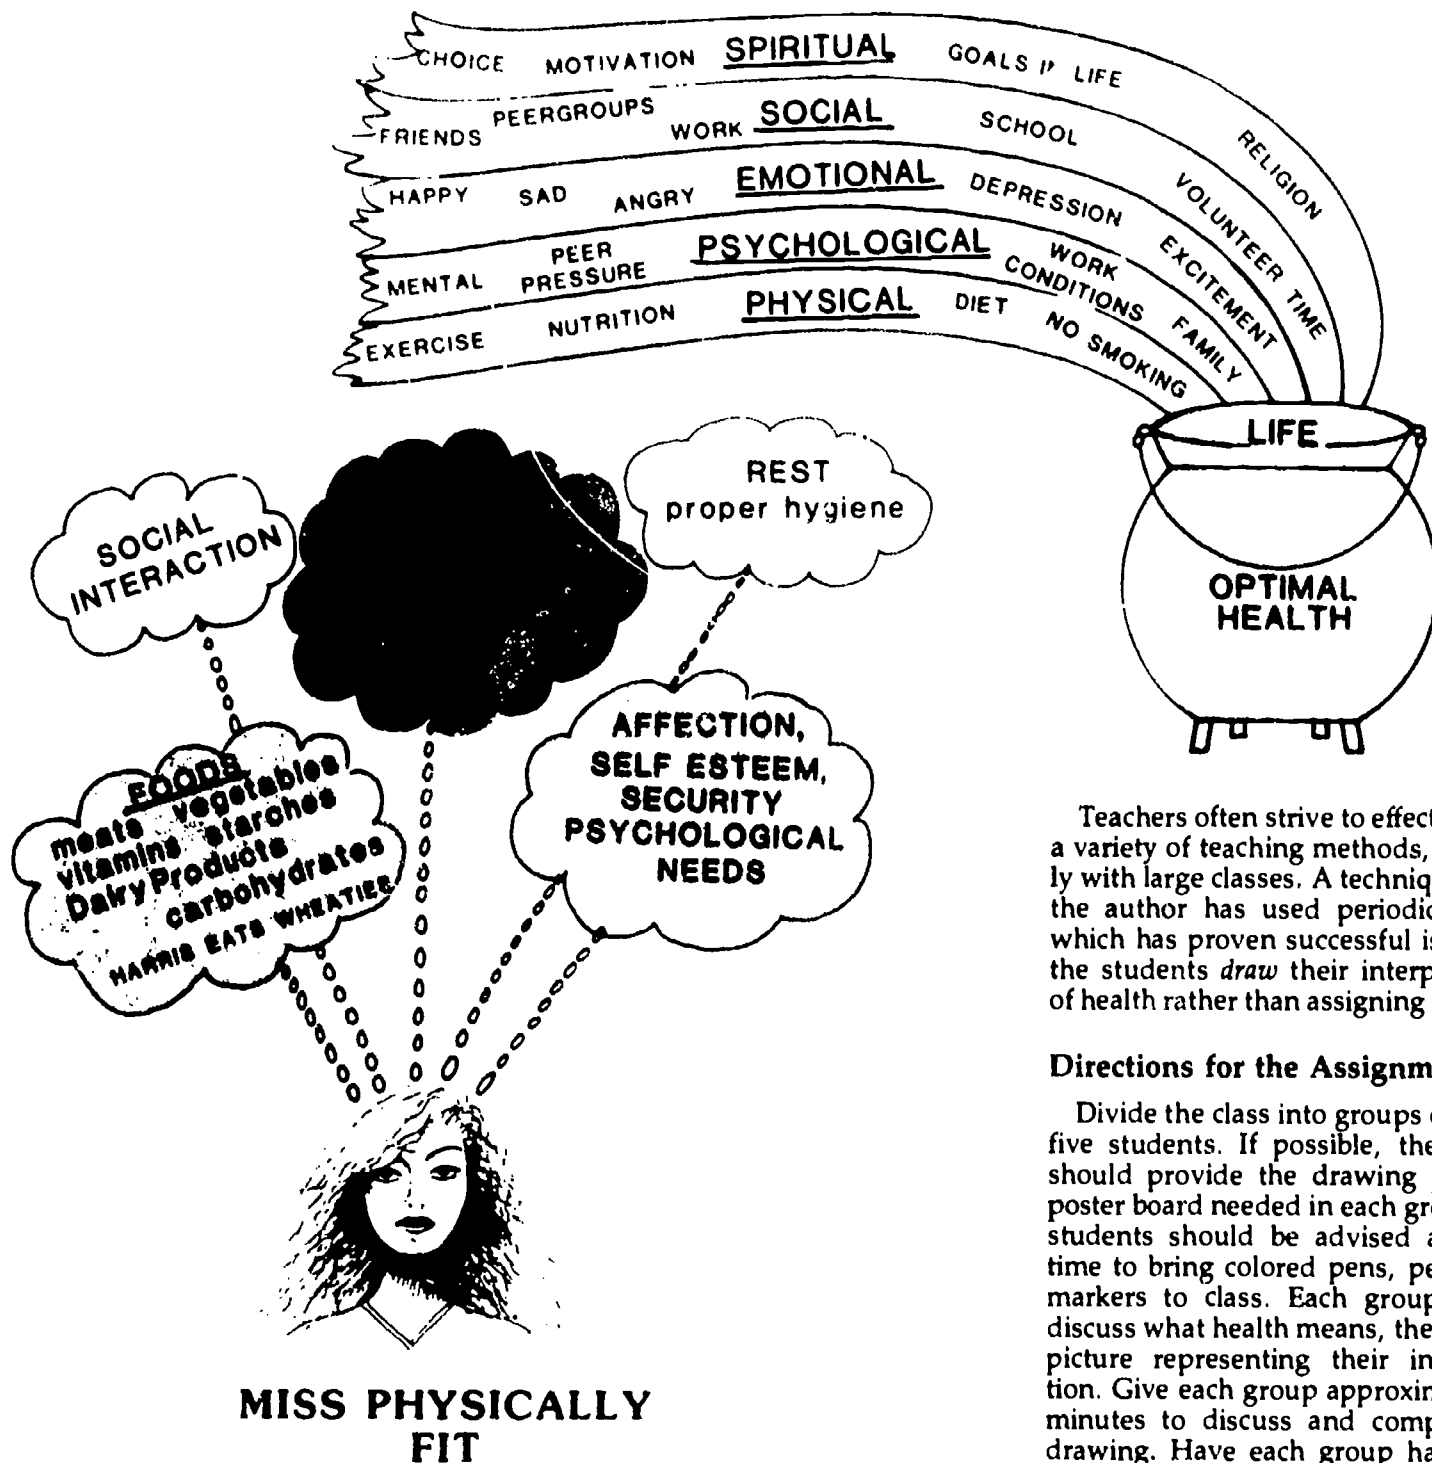 CHOICE MOTIVATION SPIRITUAL GOALS I LIFE RELIGION
FRIENDS PEERGROUPS WORK SOCIAL SCHOOL VOLUNTEER TIME
HAPPY SAD ANGRY EMOTIONAL DEPRESSION EXCITEMENT
MENTAL PEER PRESSURE PSYCHOLOGICAL WORK CONDITIONS FAMILY
EXERCISE NUTRITION PHYSICAL DIET NO SMOKING
LIFE
OPTIMAL
HEALTH
SOCIAL
INTERACTION
REST
proper hygiene
FOODS
meats vegetables
vitamins starches
Dairy Products
carbohydrates
HARRIS EATS WHEATIES
AFFECTION,
SELF ESTEEM,
SECURITY
PSYCHOLOGICAL
NEEDS
MISS PHYSICALLY
FIT
Teachers often strive to effect
a variety of teaching methods,
ly with large classes. A techniq
the author has used periodic
which has proven successful is
the students draw their interp
of health rather than assigning
Directions for the Assignm
Divide the class into groups
five students. If possible, the
should provide the drawing
poster board needed in each gr
students should be advised a
time to bring colored pens, pe
markers to class. Each group
discuss what health means, the
picture representing their in
tion. Give each group approxin
minutes to discuss and comp
drawing. Have each group ha